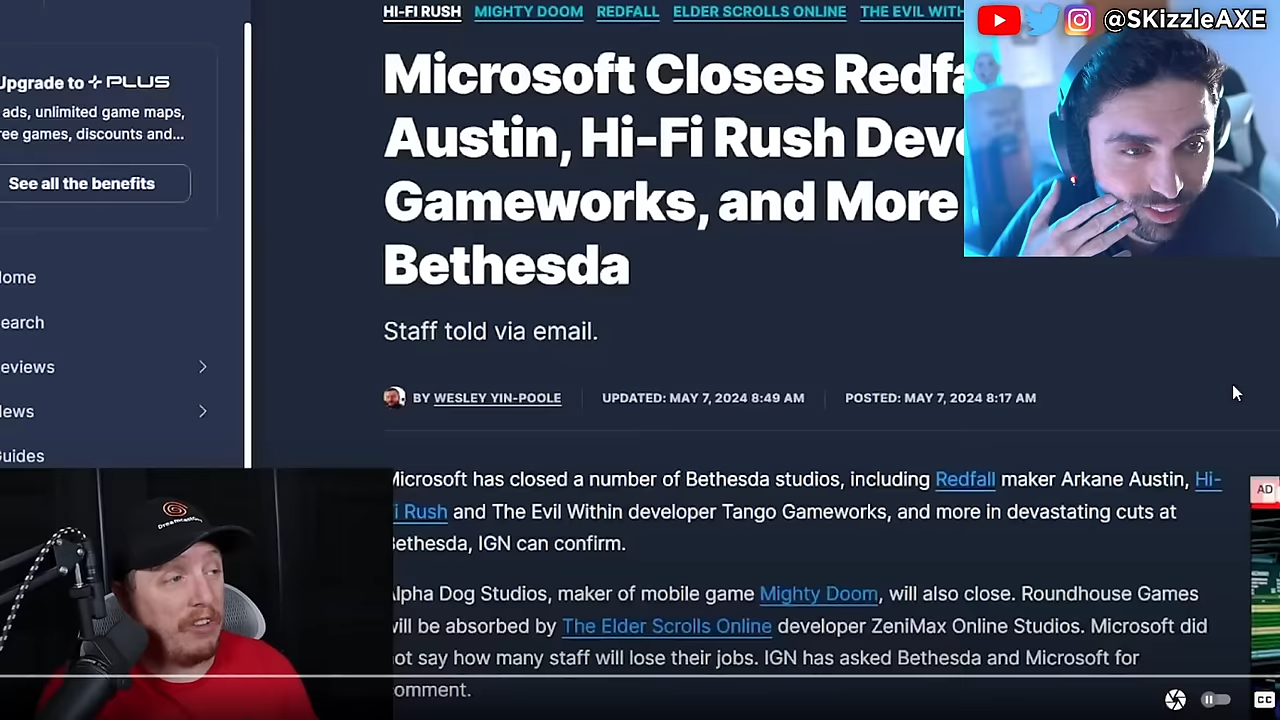 HI-FI RUSH MIGHTY DOOM REDFALL ELDER SCROLLS ONLINE THE EVIL WITH
@SKizzleAXE
Upgrade to PLUS
ads, unlimited game maps,
ree games, discounts and...
See all the benefits
ome
earch
eviews
ews
uides
Microsoft Closes Redfa
Austin, Hi-Fi Rush Deve
Gameworks, and More
Bethesda
Staff told via email.
BY WESLEY YIN-POOLE UPDATED: MAY 7, 2024 8:49 AM POSTED: MAY 7, 2024 8:17 AM
Microsoft has closed a number of Bethesda studios, including Redfall maker Arkane Austin, Hi-
i Rush and The Evil Within developer Tango Gameworks, and more in devastating cuts at
Bethesda, IGN can confirm.
Alpha Dog Studios, maker of mobile game Mighty Doom, will also close. Roundhouse Games
will be absorbed by The Elder Scrolls Online developer ZeniMax Online Studios. Microsoft did
not say how many staff will lose their jobs. IGN has asked Bethesda and Microsoft for
comment.
AD
CC